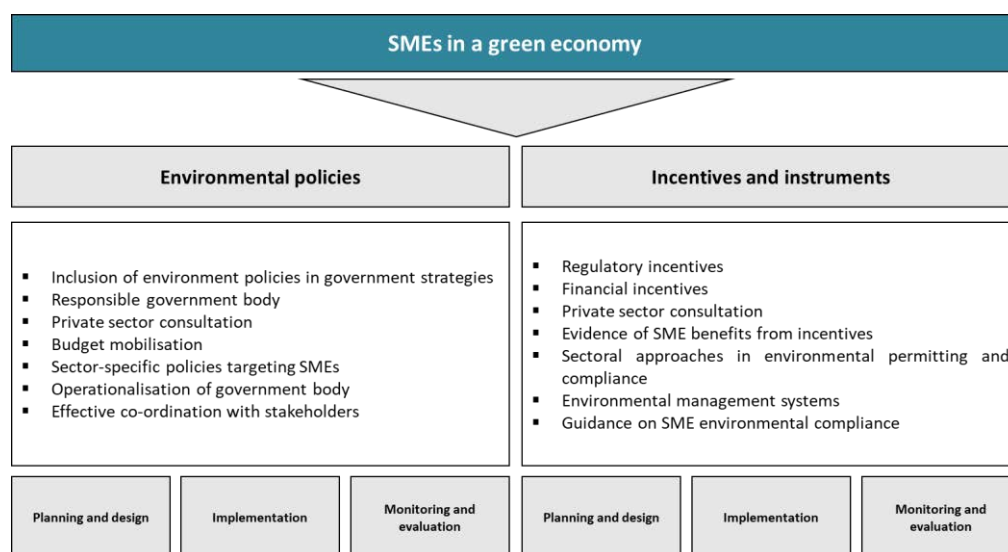 SMEs in a green economy
Environmental policies
Incentives and instruments
▪ Inclusion of environment policies in government strategies
▪ Responsible government body
▪ Private sector consultation
▪ Budget mobilisation
▪ Sector-specific policies targeting SMEs
▪ Operationalisation of government body
▪ Effective co-ordination with stakeholders
▪ Regulatory incentives
▪ Financial incentives
▪ Private sector consultation
▪ Evidence of SME benefits from incentives
▪ Sectoral approaches in environmental permitting and
compliance
▪ Environmental management systems
▪ Guidance on SME environmental compliance
Planning and design
Implementation
Monitoring and
evaluation
Planning and design
Implementation
Monitoring and
evaluation